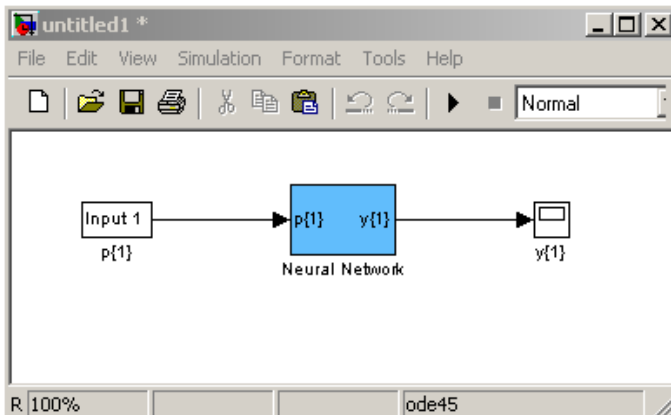 untitled1 *
File Edit View Simulation Format Tools Help
Normal
Input 1 p{1} y{1}
p{1} Neural Network y{1}
R 100% ode45